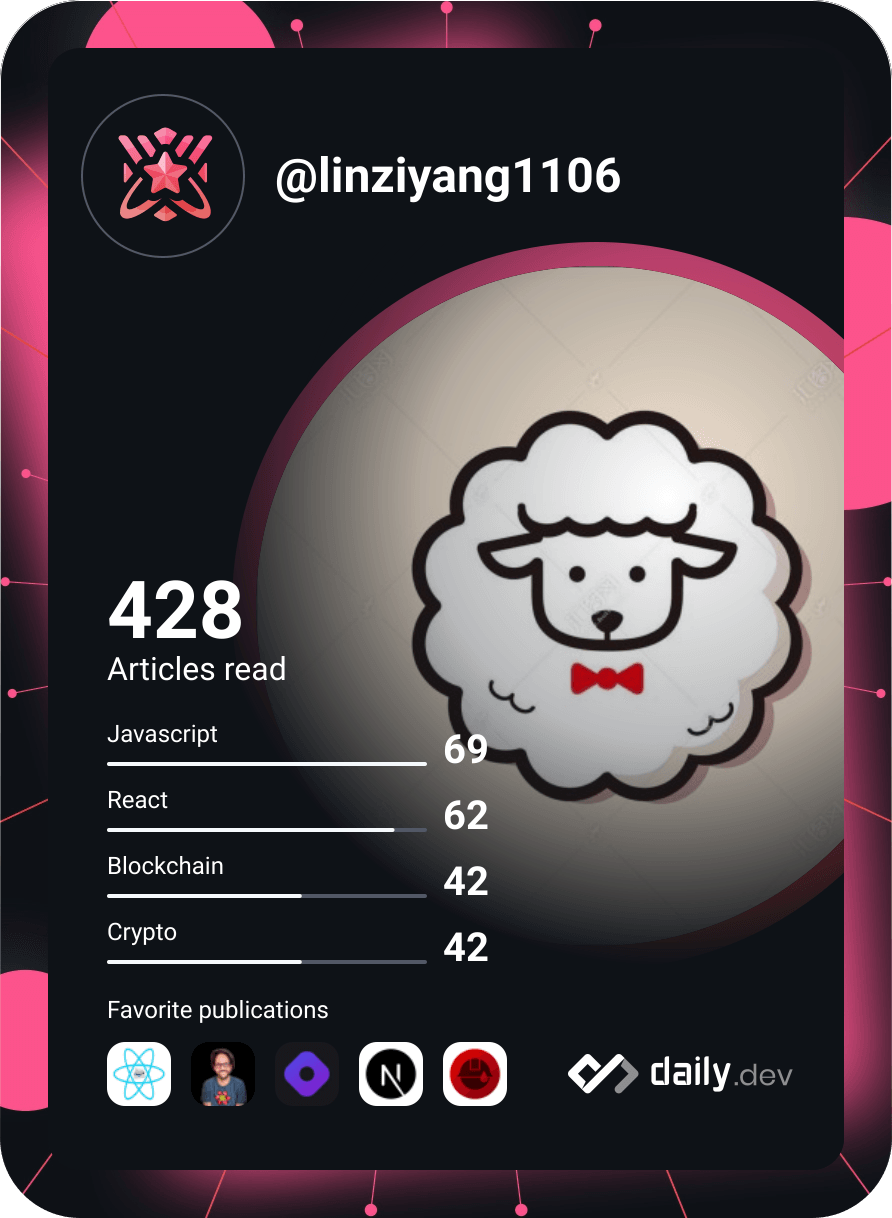 @linziyang1106
428
Articles read
Javascript
69
React
62
Blockchain
42
Crypto
42
Favorite publications
N
daily.dev